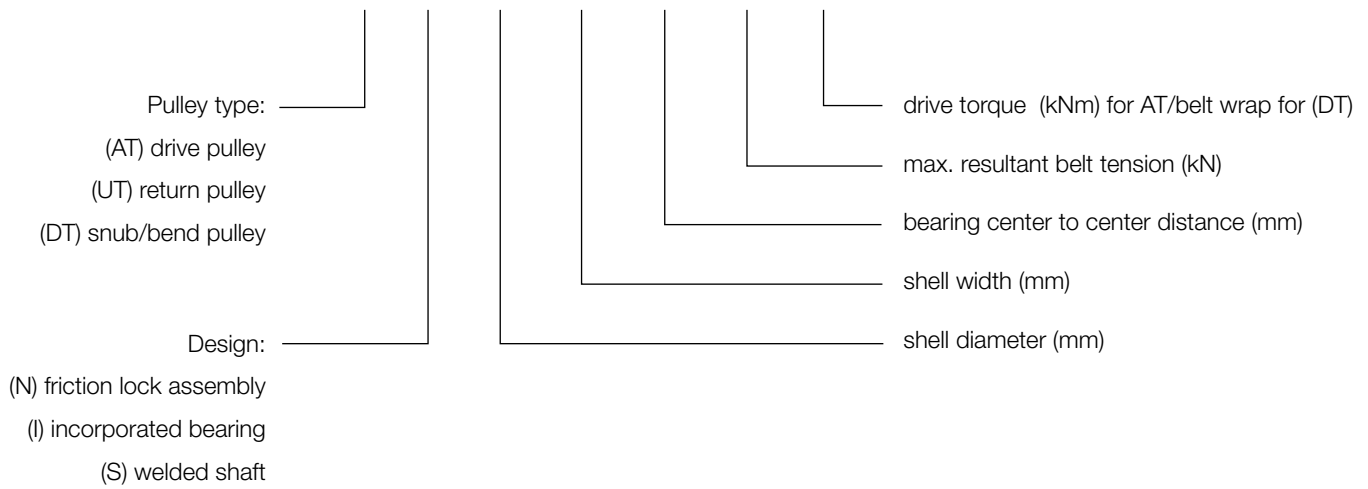 Pulley type:
(AT) drive pulley
(UT) return pulley
(DT) snub/bend pulley
Design:
(N) friction lock assembly
(I) incorporated bearing
(S) welded shaft
drive torque (kNm) for AT/belt wrap for (DT)
max. resultant belt tension (kN)
bearing center to center distance (mm)
shell width (mm)
shell diameter (mm)